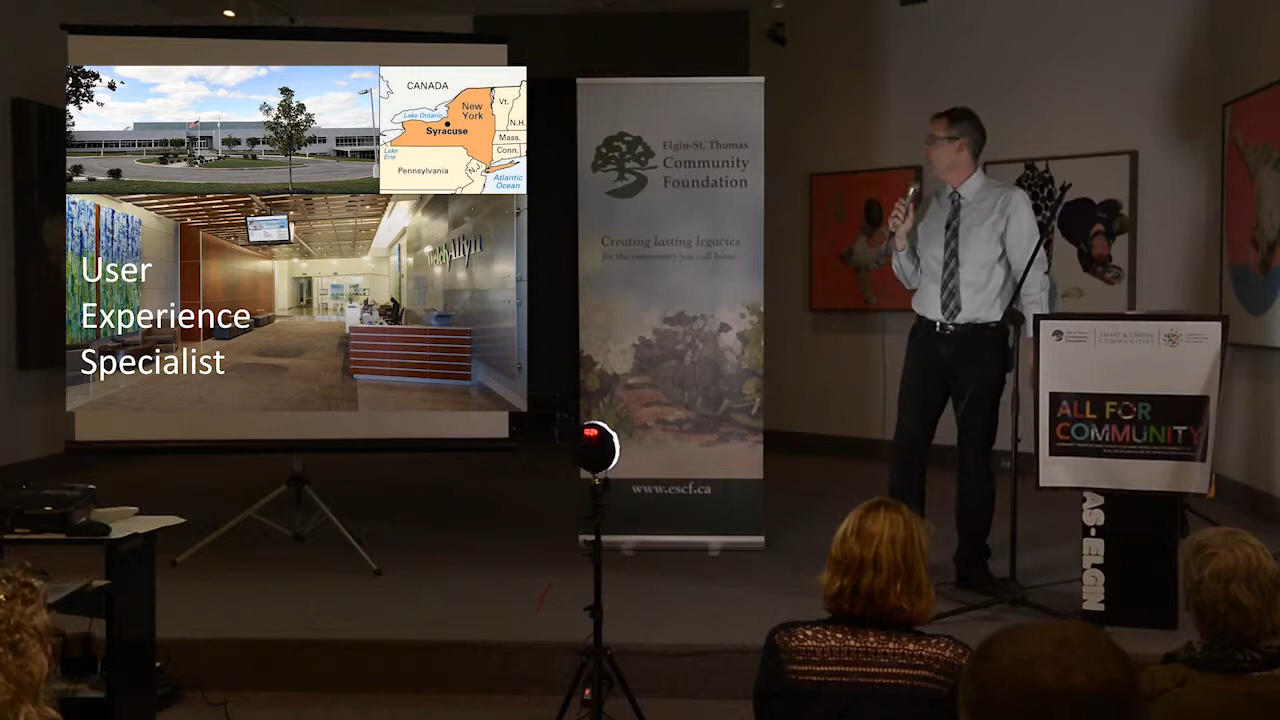 CANADA
Lake Ontario
New
York
Vt.
N.H.
Syracuse
Mass.
Conn.
Lake
Erie
Pennsylvania
N.J.
Atlantic
Ocean
WelchAllyn
User
Experience
Specialist
Elgin-St. Thomas
Community
Foundation
Creating lasting legacies
for the community you call home.
www.escf.ca
SMART & CARING
COMMUNITIES
ALL FOR
COMMUNITY
AS-ELGIN